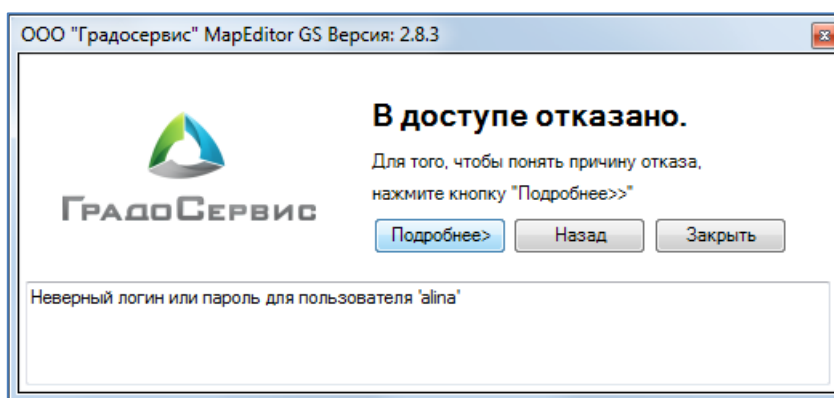 ООО "Градосервис" MapEditor GS Версия: 2.8.3
В доступе отказано.
Для того, чтобы понять причину отказа,
нажмите кнопку "Подробнее>>"
ГРАДОСЕРВИС
Подробнее> Назад Закрыть
Неверный логин или пароль для пользователя 'alina'